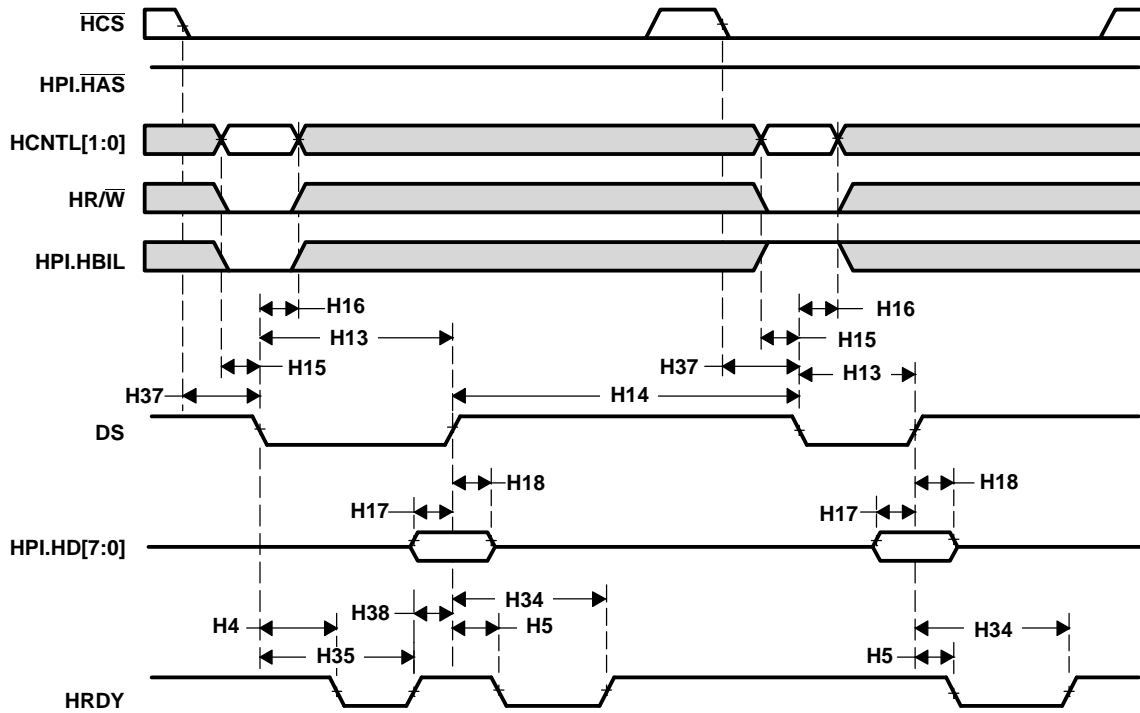 HCS
HPI.HAS
HCNTL[1:0]
HR/W
HPI.HBIL
H16 H16
H13 H15
H15 H37 H13
H37 H14
DS
H18 H18
H17 H17
HPI.HD[7:0]
H38 H34
H4 H5 H34
H35 H5
HRDY